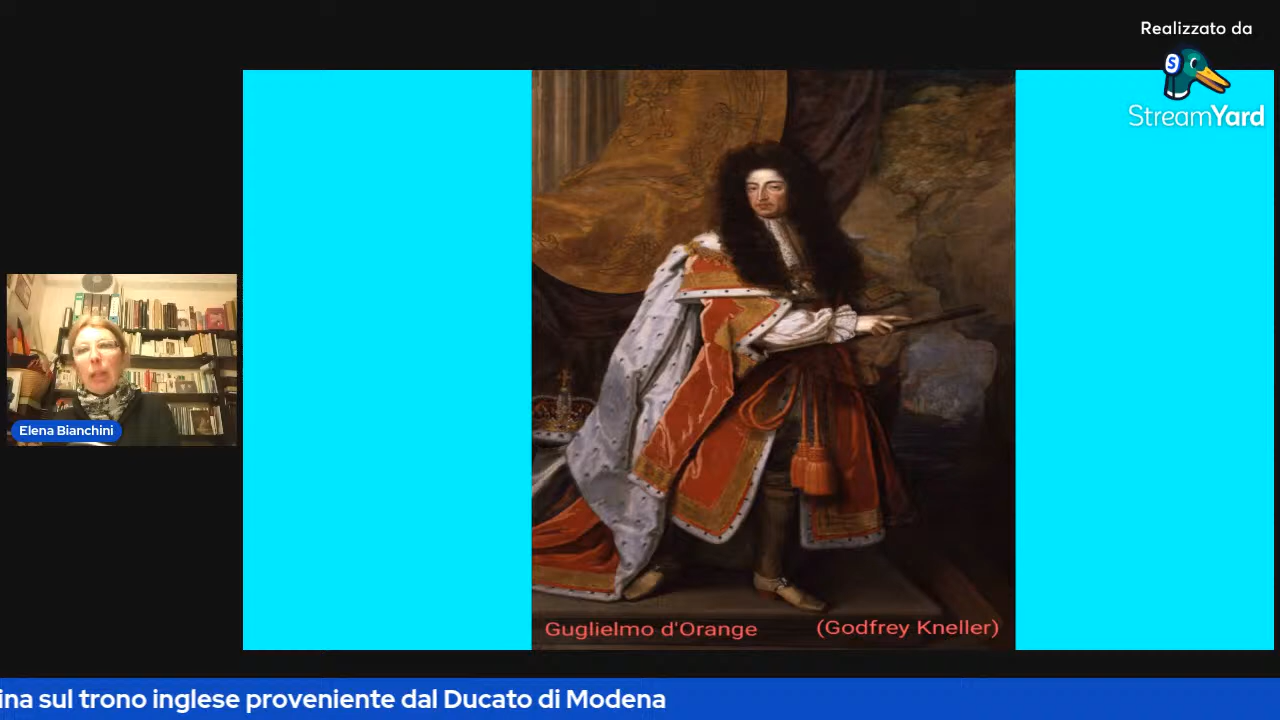 Realizzato da
StreamYard
Elena Bianchini
Guglielmo d'Orange (Godfrey Kneller)
ina sul trono inglese proveniente dal Ducato di Modena